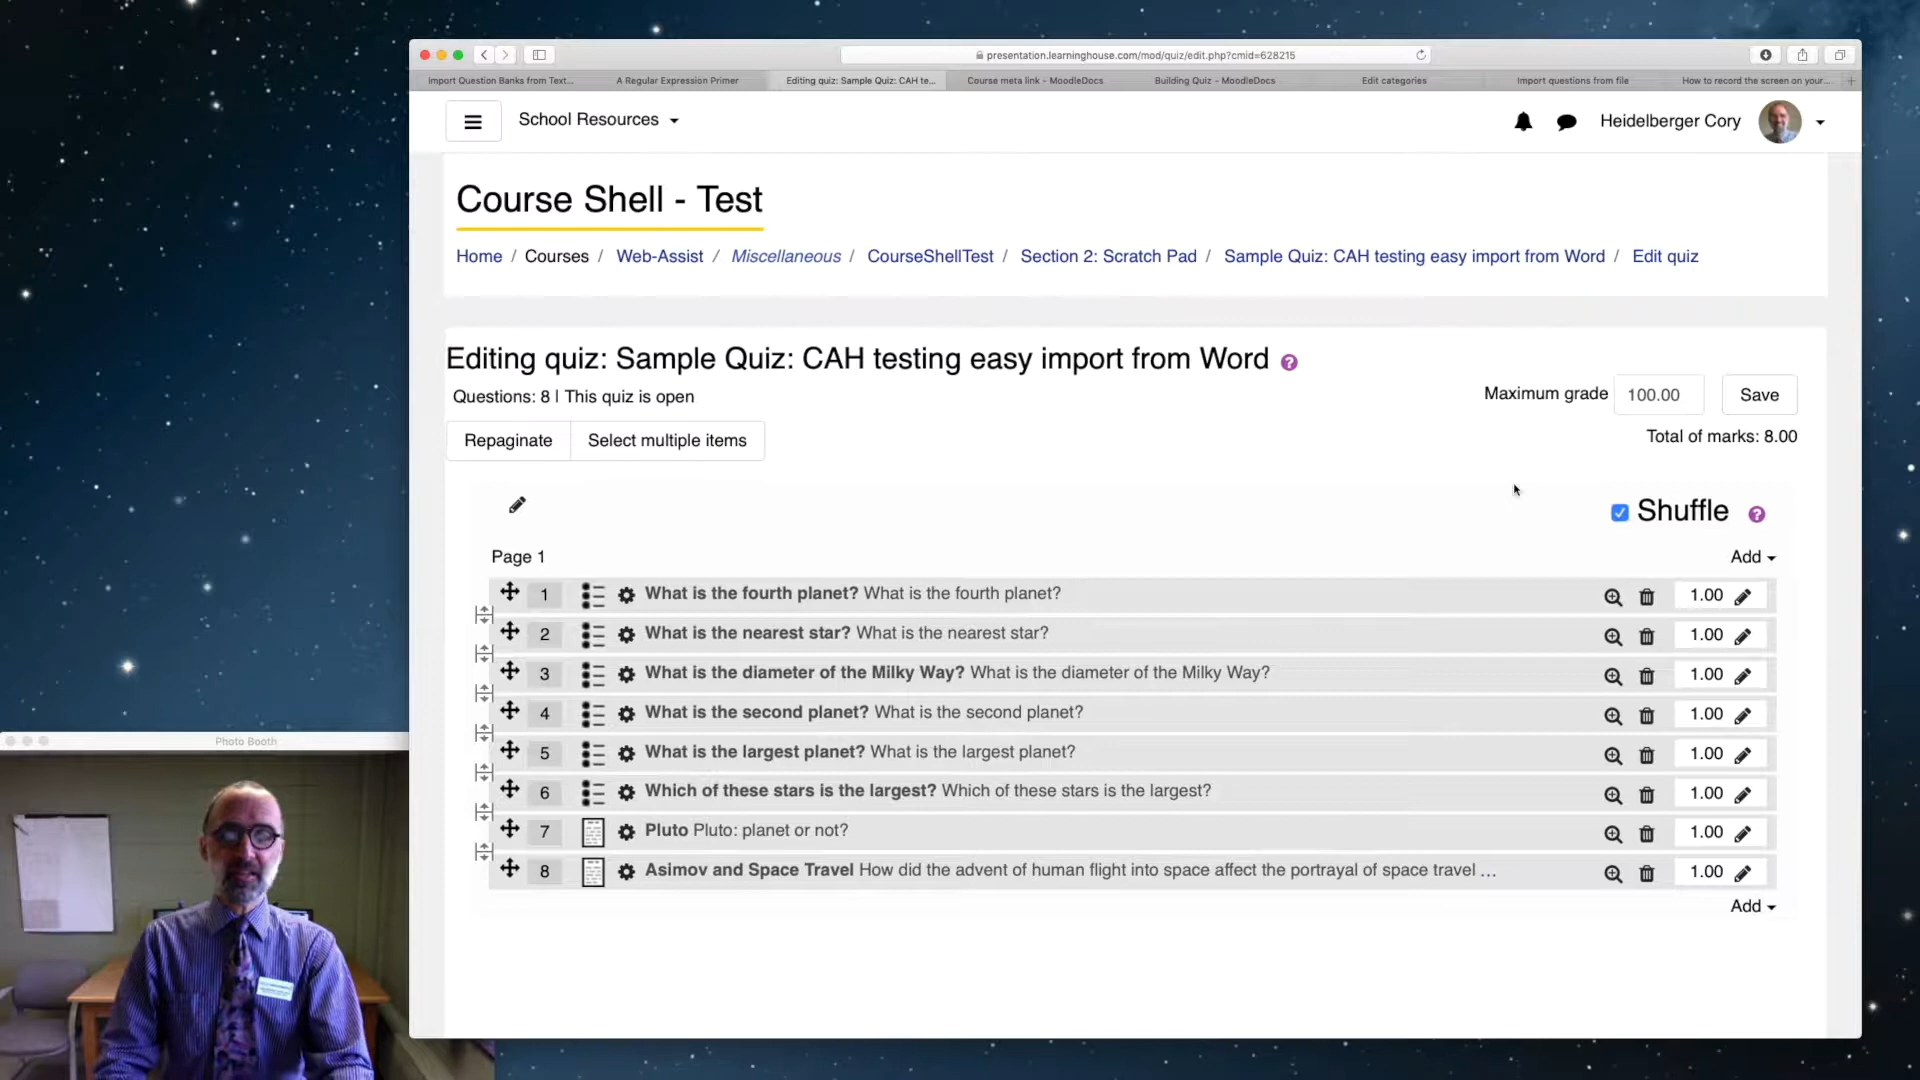 presentation.learninghouse.com/mod/quiz/edit.php?cmid=628215
Import Question Banks from Text... A Regular Expression Primer Editing quiz: Sample Quiz: CAH te... Course meta link - MoodleDocs Building Quiz - MoodleDocs Edit categories Import questions from file How to record the screen on your...
School Resources Heidelberger Cory
Course Shell - Test
Home / Courses / Web-Assist / Miscellaneous / CourseShellTest / Section 2: Scratch Pad / Sample Quiz: CAH testing easy import from Word / Edit quiz
Editing quiz: Sample Quiz: CAH testing easy import from Word ?
Questions: 8 | This quiz is open
Maximum grade 100.00 Save
Repaginate Select multiple items
Total of marks: 8.00
Shuffle ?
Page 1 Add
1 What is the fourth planet? What is the fourth planet? 1.00
2 What is the nearest star? What is the nearest star? 1.00
3 What is the diameter of the Milky Way? What is the diameter of the Milky Way? 1.00
4 What is the second planet? What is the second planet? 1.00
5 What is the largest planet? What is the largest planet? 1.00
6 Which of these stars is the largest? Which of these stars is the largest? 1.00
7 Pluto Pluto: planet or not? 1.00
8 Asimov and Space Travel How did the advent of human flight into space affect the portrayal of space travel ... 1.00
Add
Photo Booth